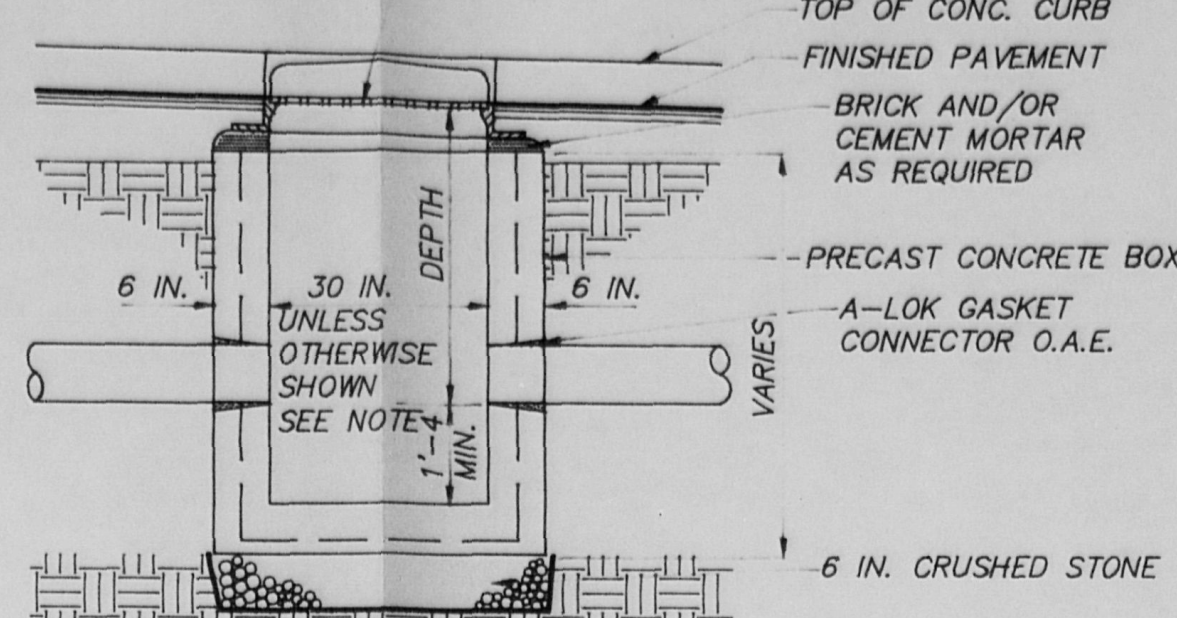 TOP OF CONC. CURB
FINISHED PAVEMENT
BRICK AND/OR
CEMENT MORTAR
AS REQUIRED
DEPTH
PRECAST CONCRETE BOX
6 IN.
30 IN.
6 IN.
UNLESS
OTHERWISE
SHOWN
SEE NOTE
A-LOK GASKET
CONNECTOR O.A.E.
VARIES
1'-4
MIN.
6 IN. CRUSHED STONE